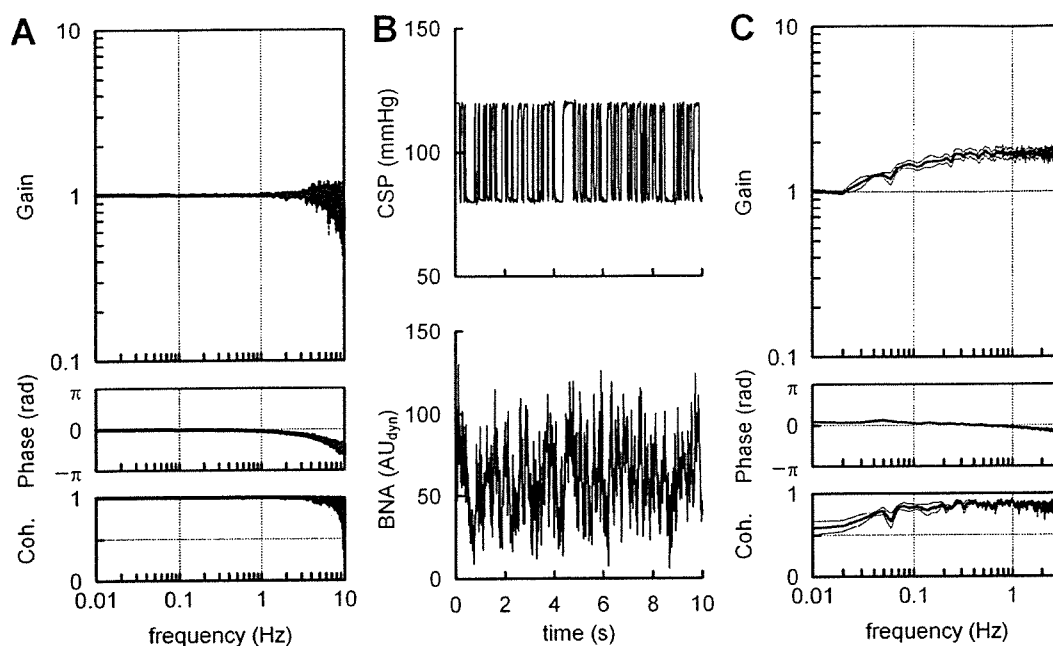 A
10
1
0.1
Gain
π
0
−π
Phase (rad)
1
0
Coh.
0.01
0.1
1
10
frequency (Hz)
B
150
100
50
CSP (mmHg)
150
100
50
0
BNA (AUdyn)
0
2
4
6
8
10
time (s)
C
10
1
0.1
Gain
π
0
−π
Phase (rad)
1
0
Coh.
0.01
0.1
1
frequency (Hz)